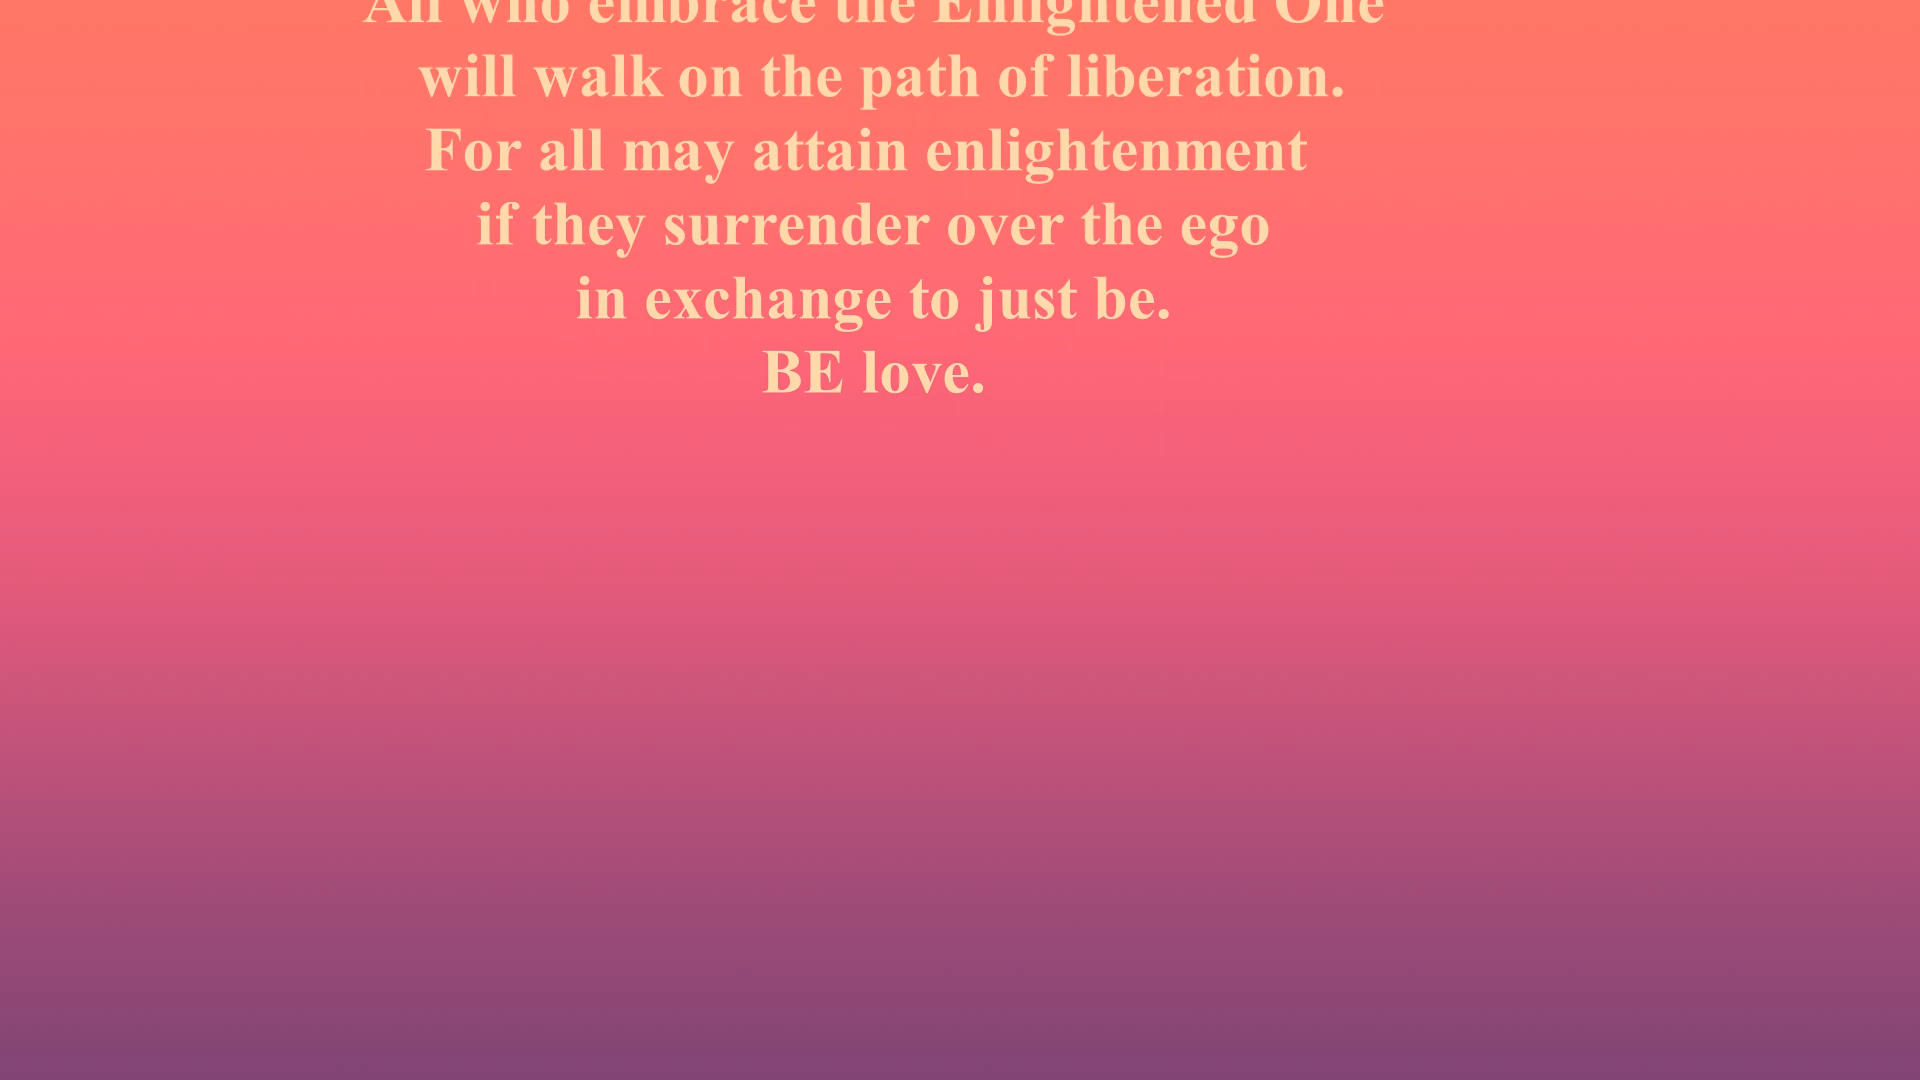 All who embrace the Enlightened One
will walk on the path of liberation.
For all may attain enlightenment
if they surrender over the ego
in exchange to just be.
BE love.